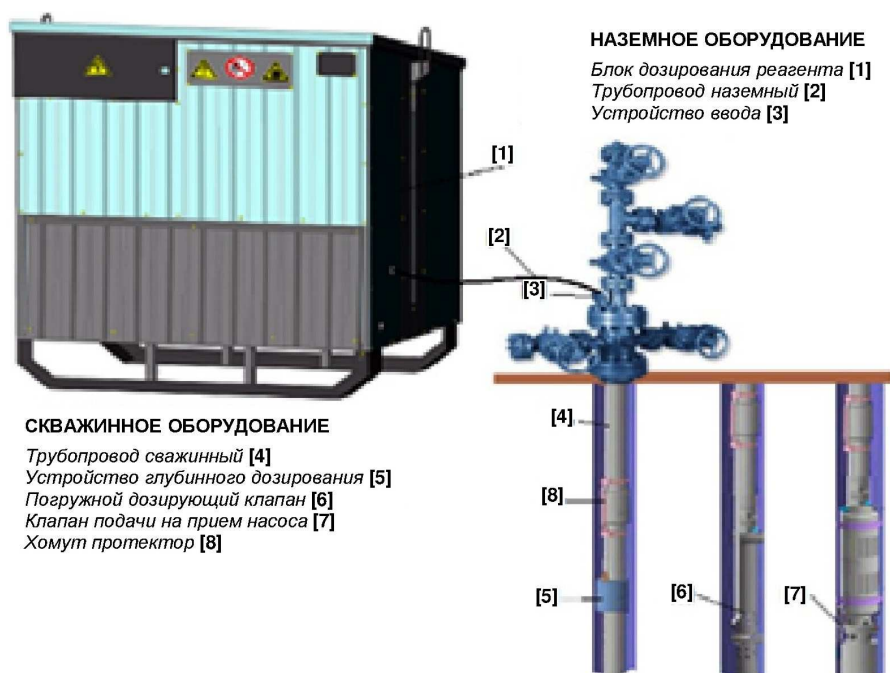 НАЗЕМНОЕ ОБОРУДОВАНИЕ
Блок дозирования реагента [1]
Трубопровод наземный [2]
Устройство ввода [3]
[1]
[2]
[3]
СКВАЖИННОЕ ОБОРУДОВАНИЕ
Трубопровод сважинный [4]
Устройство глубинного дозирования [5]
Погружной дозирующий клапан [6]
Клапан подачи на прием насоса [7]
Хомут протектор [8]
[4]
[8]
[5]
[6]
[7]